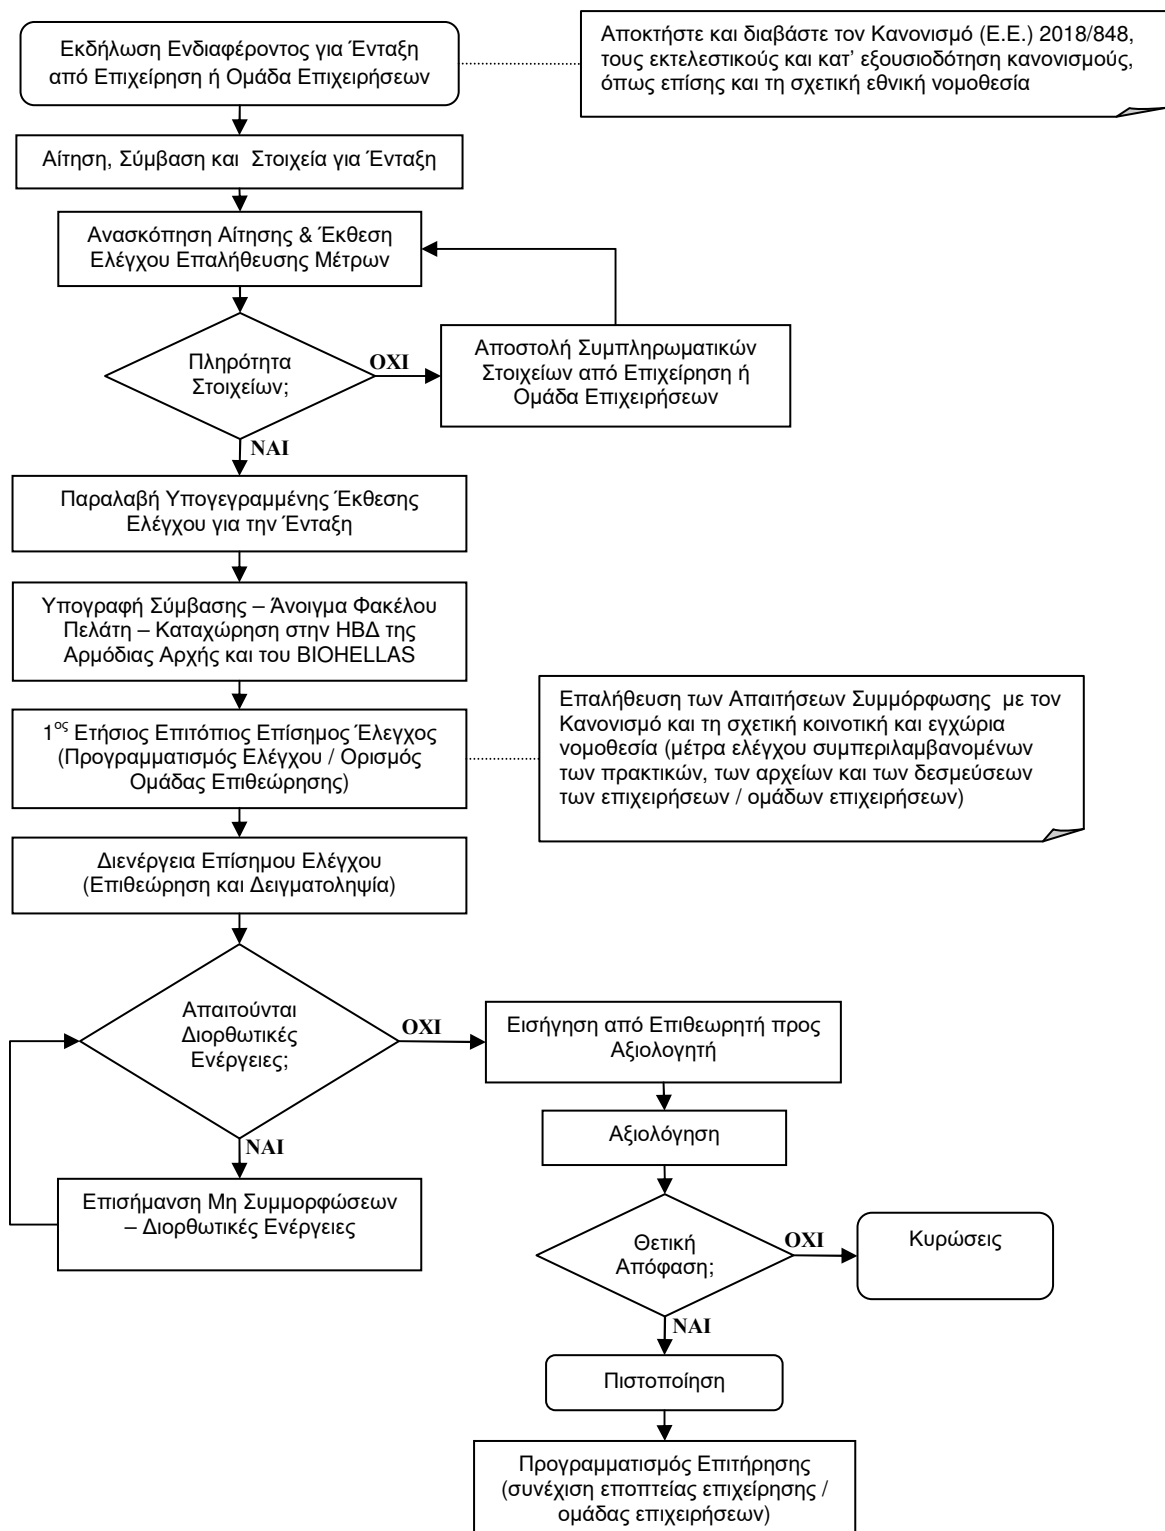 Εκδήλωση Ενδιαφέροντος για Ένταξη
από Επιχείρηση ή Ομάδα Επιχειρήσεων
Αποκτήστε και διαβάστε τον Κανονισμό (Ε.Ε.) 2018/848,
τους εκτελεστικούς και κατ’ εξουσιοδότηση κανονισμούς,
όπως επίσης και τη σχετική εθνική νομοθεσία
Αίτηση, Σύμβαση και Στοιχεία για Ένταξη
Ανασκόπηση Αίτησης & Έκθεση
Ελέγχου Επαλήθευσης Μέτρων
Πληρότητα
Στοιχείων;
ΟΧΙ
Αποστολή Συμπληρωματικών
Στοιχείων από Επιχείρηση ή
Ομάδα Επιχειρήσεων
ΝΑΙ
Παραλαβή Υπογεγραμμένης Έκθεσης
Ελέγχου για την Ένταξη
Υπογραφή Σύμβασης – Άνοιγμα Φακέλου
Πελάτη – Καταχώρηση στην ΗΒΔ της
Αρμόδιας Αρχής και του BIOHELLAS
1ος Ετήσιος Επιτόπιος Επίσημος Έλεγχος
(Προγραμματισμός Ελέγχου / Ορισμός
Ομάδας Επιθεώρησης)
Επαλήθευση των Απαιτήσεων Συμμόρφωσης με τον
Κανονισμό και τη σχετική κοινοτική και εγχώρια
νομοθεσία (μέτρα ελέγχου συμπεριλαμβανομένων
των πρακτικών, των αρχείων και των δεσμεύσεων
των επιχειρήσεων / ομάδων επιχειρήσεων)
Διενέργεια Επίσημου Ελέγχου
(Επιθεώρηση και Δειγματοληψία)
Απαιτούνται
Διορθωτικές
Ενέργειες;
ΟΧΙ
Εισήγηση από Επιθεωρητή προς
Αξιολογητή
Αξιολόγηση
ΝΑΙ
Επισήμανση Μη Συμμορφώσεων
– Διορθωτικές Ενέργειες
Θετική
Απόφαση;
ΟΧΙ
Κυρώσεις
ΝΑΙ
Πιστοποίηση
Προγραμματισμός Επιτήρησης
(συνέχιση εποπτείας επιχείρησης /
ομάδας επιχειρήσεων)